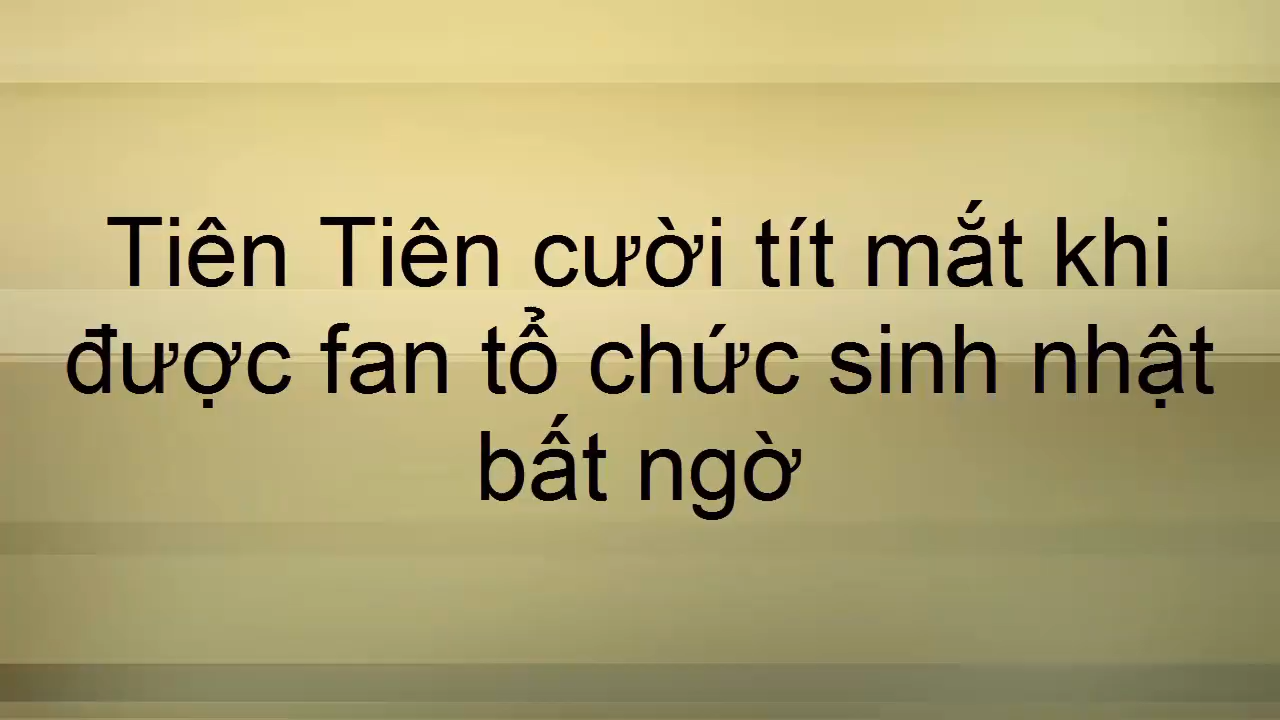 Tiên Tiên cười tít mắt khi
được fan tổ chức sinh nhật
bất ngờ